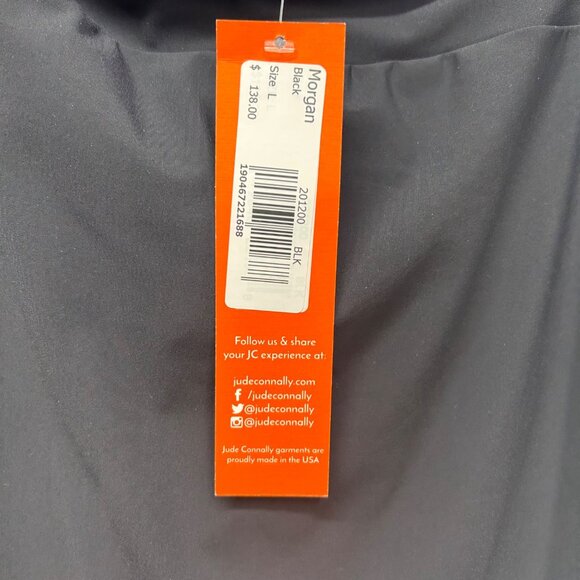 Morgan
Black
Size L
$ 138.00
201200
BLK
190467221688
Follow us & share
your JC experience at:
judeconnally.com
/judeconnally
@judeconnally
@judeconnally
Jude Connally garments are
proudly made in the USA